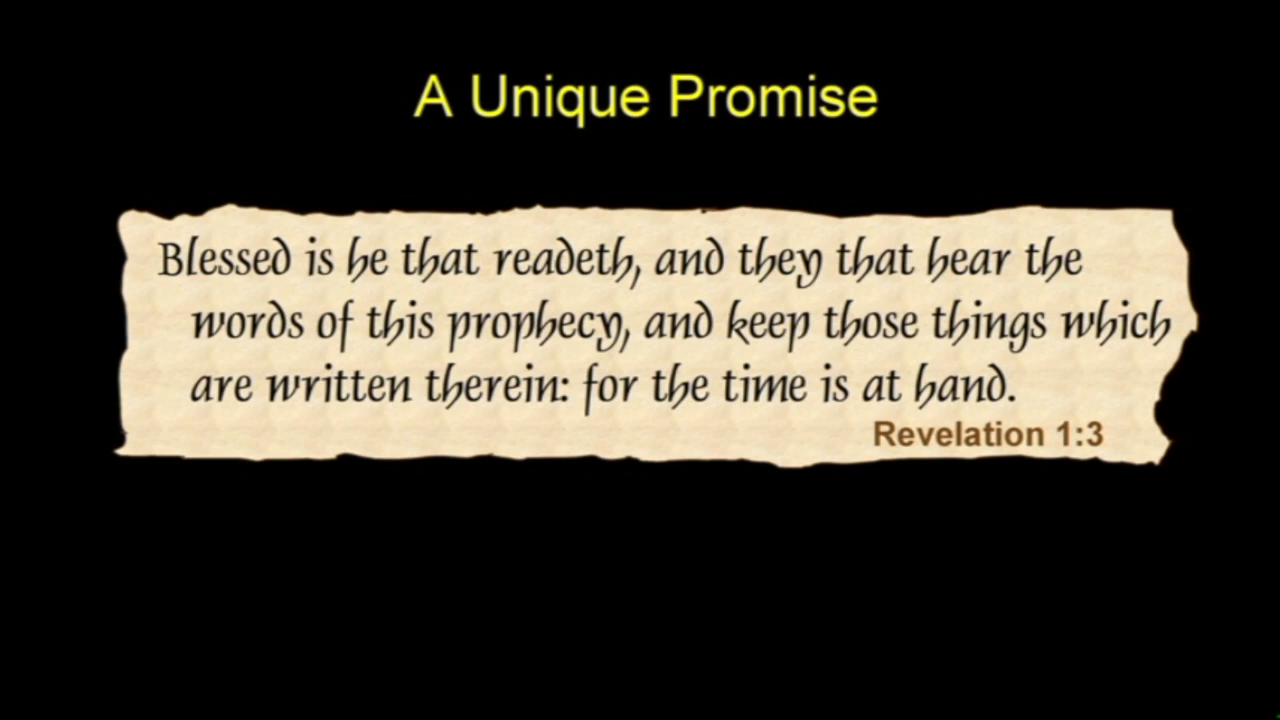 A Unique Promise
Blessed is he that readeth, and they that hear the
words of this prophecy, and keep those things which
are written therein: for the time is at hand.
Revelation 1:3